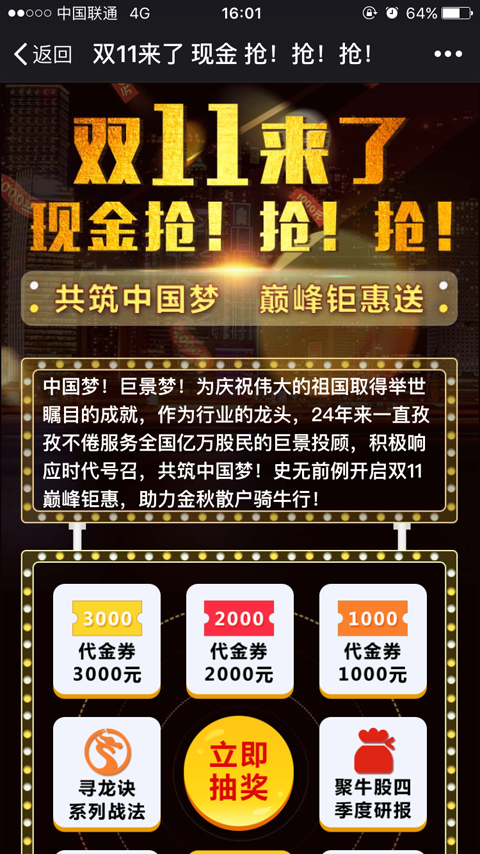 中国联通 4G 16:01 64%
返回 双11来了 现金 抢！抢！抢！
双11来了
现金抢！抢！抢！
共筑中国梦 巅峰钜惠送
中国梦！巨景梦！为庆祝伟大的祖国取得举世
瞩目的成就，作为行业的龙头，24年来一直孜
孜不倦服务全国亿万股民的巨景投顾，积极响
应时代号召，共筑中国梦！史无前例开启双11
巅峰钜惠，助力金秋散户骑牛行！
3000 2000 1000
代金券 代金券 代金券
3000元 2000元 1000元
寻龙诀
系列战法
立即
抽奖
聚牛股四
季度研报